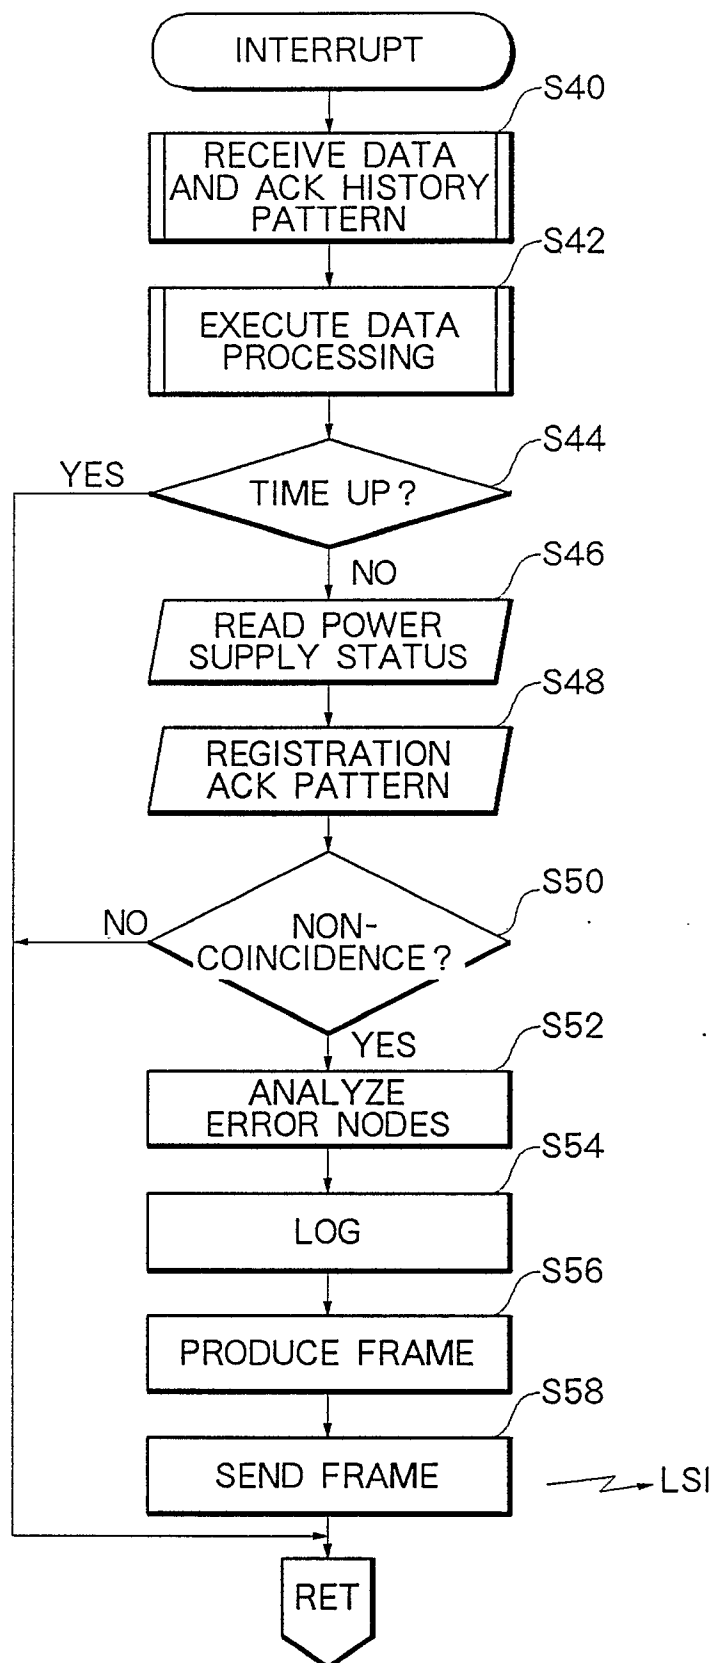 INTERRUPT
S40
RECEIVE DATA
AND ACK HISTORY
PATTERN
S42
EXECUTE DATA
PROCESSING
S44
YES
TIME UP?
NO
S46
READ POWER
SUPPLY STATUS
S48
REGISTRATION
ACK PATTERN
S50
NO
NON-
COINCIDENCE?
YES
S52
ANALYZE
ERROR NODES
S54
LOG
S56
PRODUCE FRAME
S58
SEND FRAME
LSI
RET